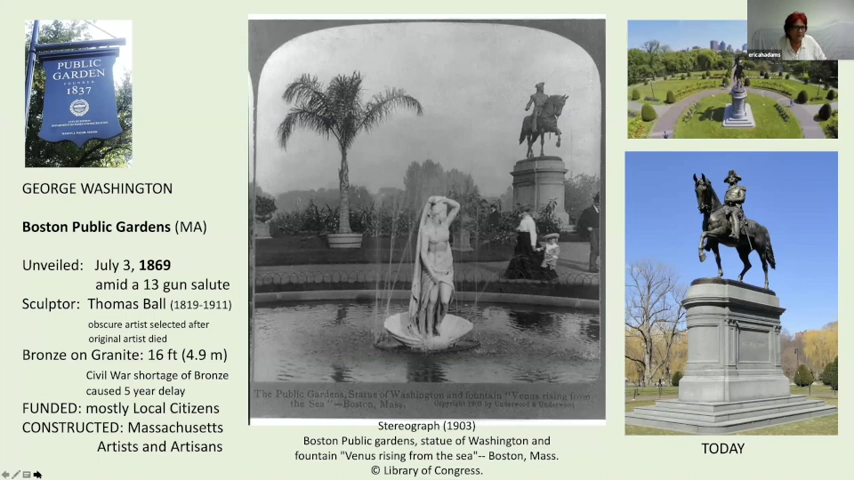 PUBLIC
GARDEN
FOUNDED
1837
GEORGE WASHINGTON
Boston Public Gardens (MA)
Unveiled: July 3, 1869
amid a 13 gun salute
Sculptor: Thomas Ball (1819-1911)
obscure artist selected after
original artist died
Bronze on Granite: 16 ft (4.9 m)
Civil War shortage of Bronze
caused 5 year delay
FUNDED: mostly Local Citizens
CONSTRUCTED: Massachusetts
Artists and Artisans
The Public Gardens, Statue of Washington and fountain "Venus rising from
the Sea"—Boston, Mass. Copyright 1903 by Underwood & Underwood
Stereograph (1903)
Boston Public gardens, statue of Washington and
fountain "Venus rising from the sea"-- Boston, Mass.
© Library of Congress.
ericahadams
TODAY